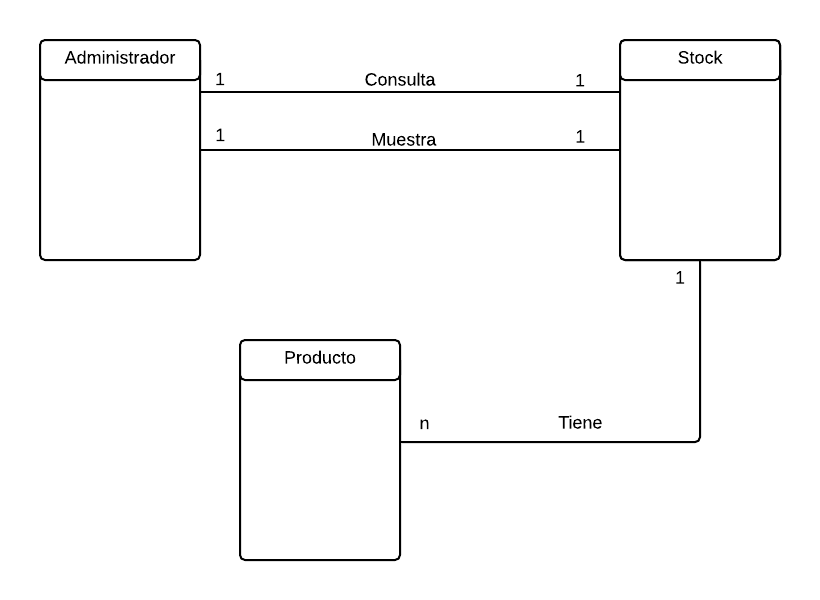 Administrador
Stock
1 Consulta 1
1 Muestra 1
1
Producto
n Tiene